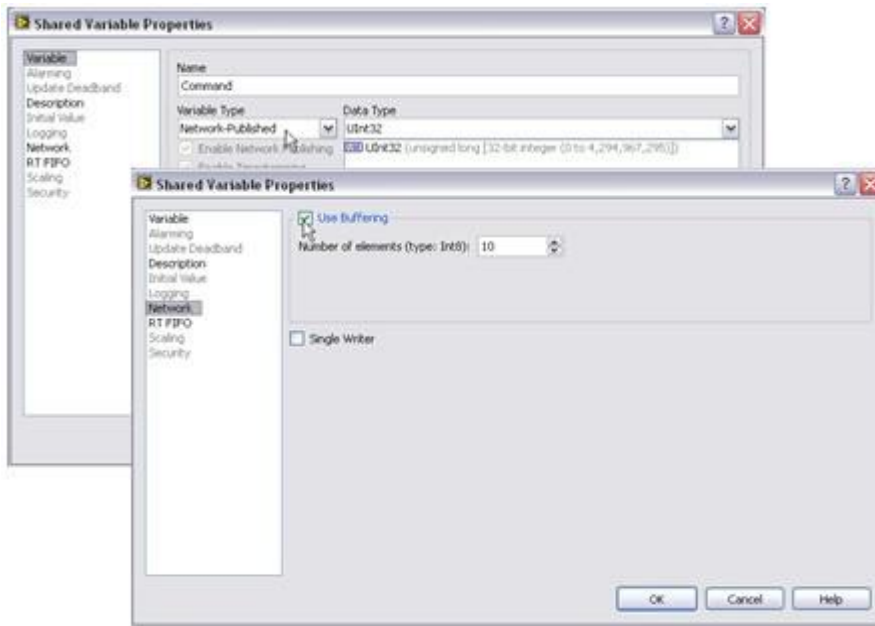 Shared Variable Properties
Variable
Alarming
Update Deadband
Description
Initial Value
Logging
Network
RT FIFO
Scaling
Security
Name
Command
Variable Type
Data Type
Network-Published
UInt32
Enable Network Publishing
UInt32 (unsigned long [32-bit integer (0 to 4,294,967,295)])
Shared Variable Properties
Variable
Alarming
Update Deadband
Description
Initial Value
Logging
Network
RT FIFO
Scaling
Security
Use Buffering
Number of elements (type: Int8): 10
Single Writer
OK
Cancel
Help